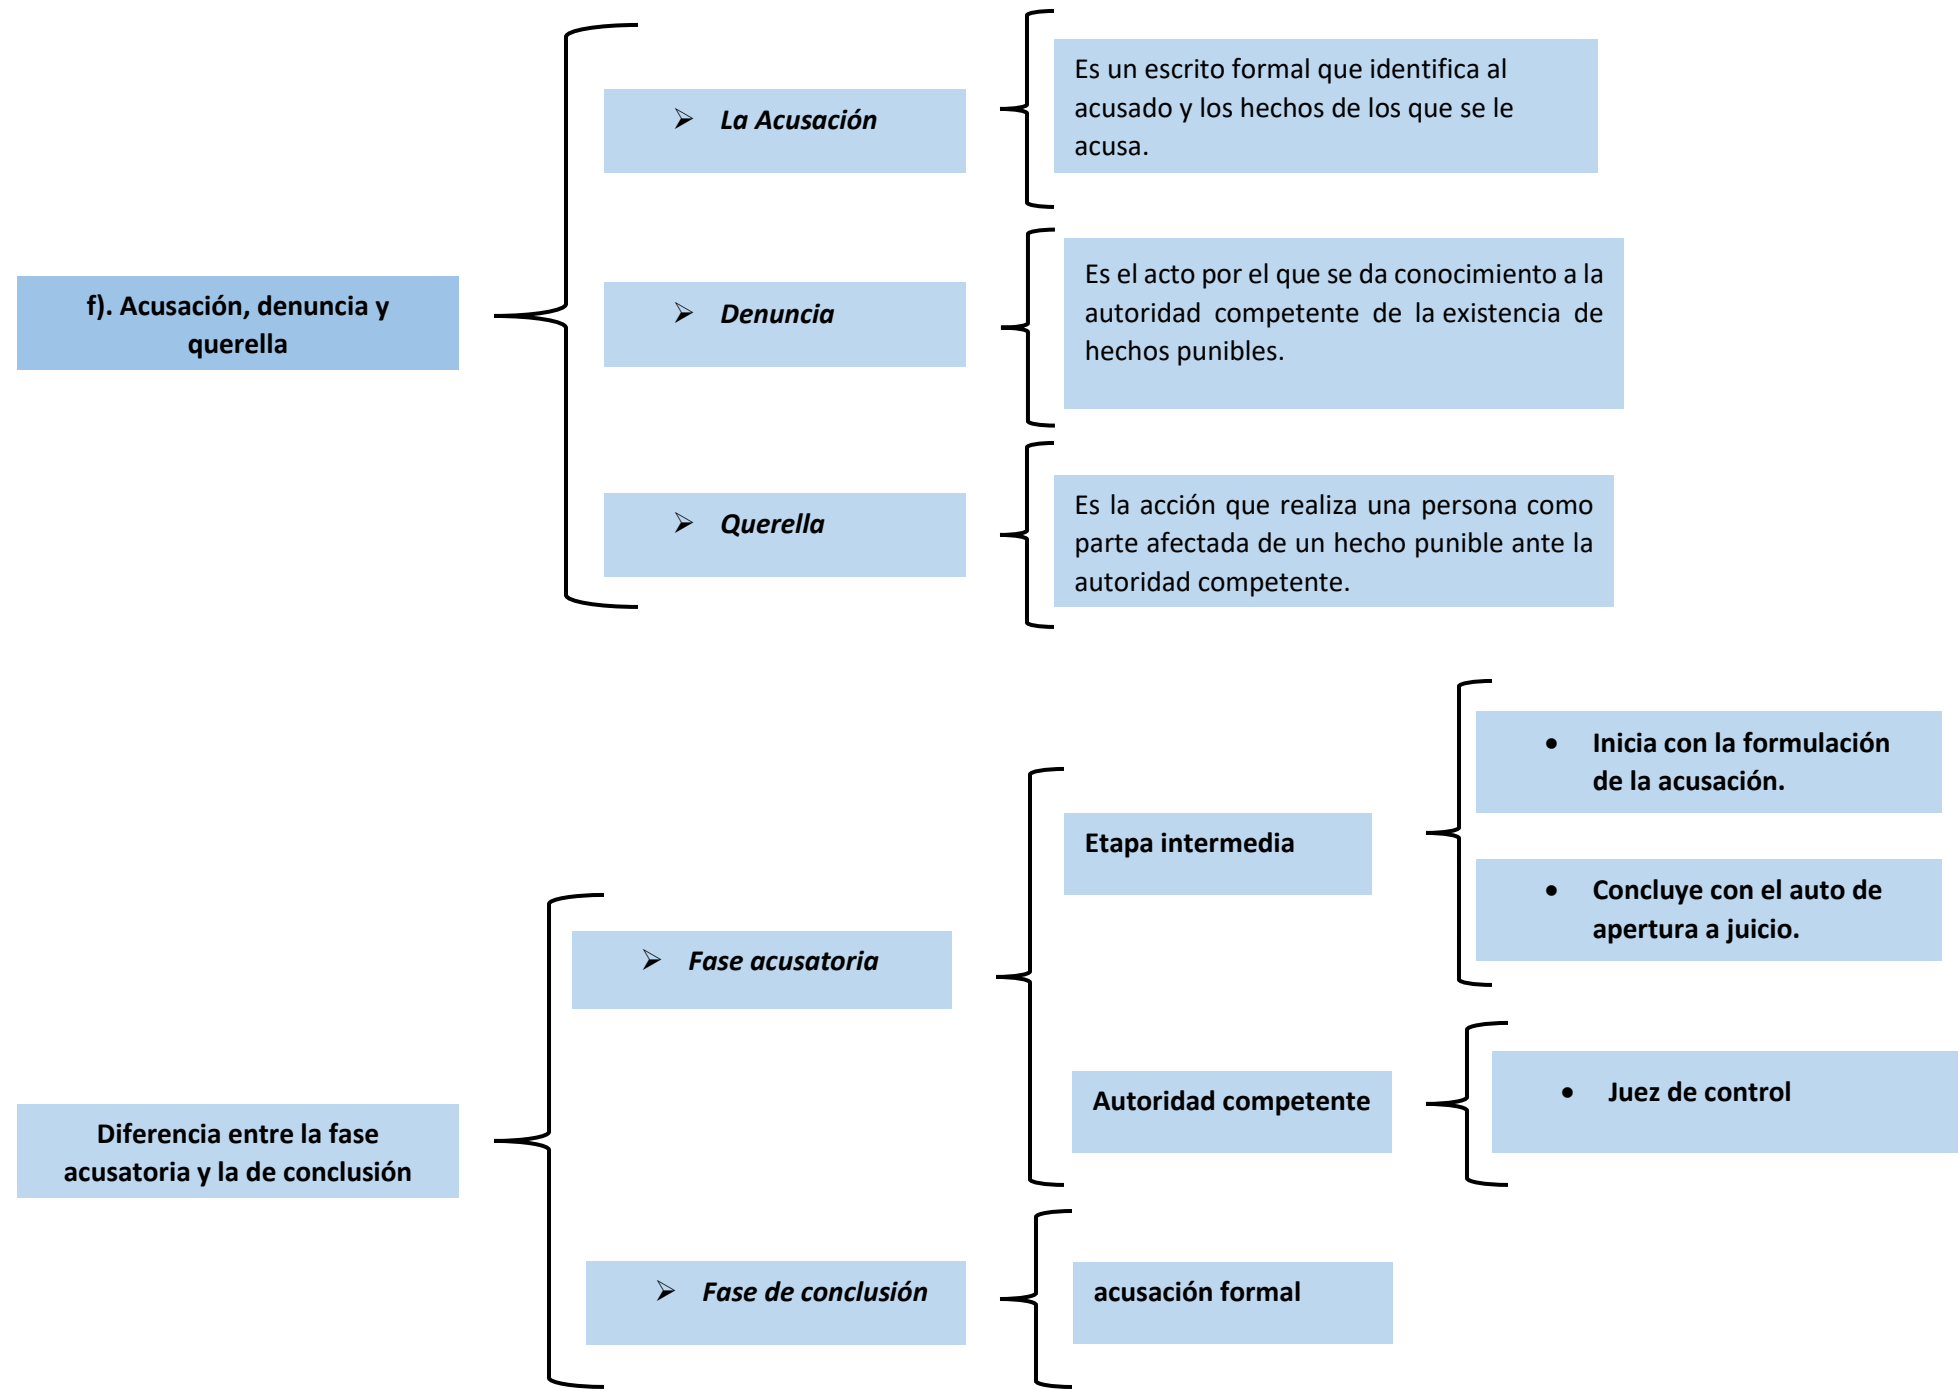 f). Acusación, denuncia y
querella
➢ La Acusación
Es un escrito formal que identifica al
acusado y los hechos de los que se le
acusa.
➢ Denuncia
Es el acto por el que se da conocimiento a la
autoridad competente de la existencia de
hechos punibles.
➢ Querella
Es la acción que realiza una persona como
parte afectada de un hecho punible ante la
autoridad competente.
Diferencia entre la fase
acusatoria y la de conclusión
➢ Fase acusatoria
Etapa intermedia
• Inicia con la formulación
de la acusación.
• Concluye con el auto de
apertura a juicio.
Autoridad competente
• Juez de control
➢ Fase de conclusión
acusación formal